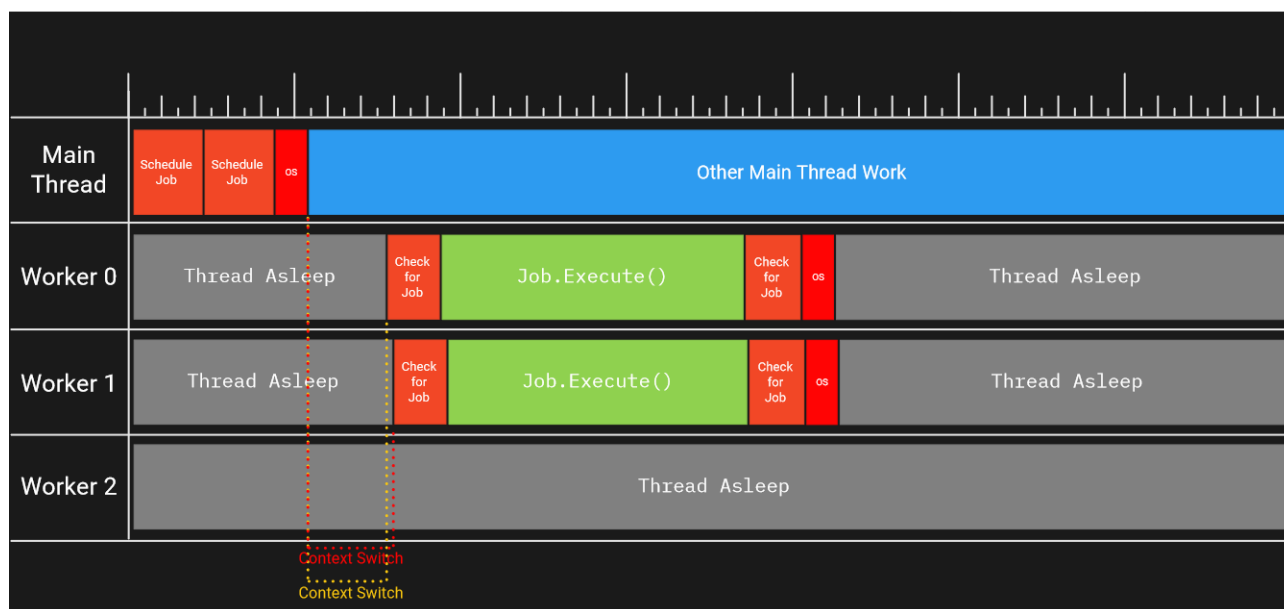 Main
Thread
Schedule
Job
Schedule
Job
os
Other Main Thread Work
Worker 0
Thread Asleep
Check
for
Job
Job.Execute()
Check
for
Job
os
Thread Asleep
Worker 1
Thread Asleep
Check
for
Job
Job.Execute()
Check
for
Job
os
Thread Asleep
Worker 2
Thread Asleep
Context Switch
Context Switch